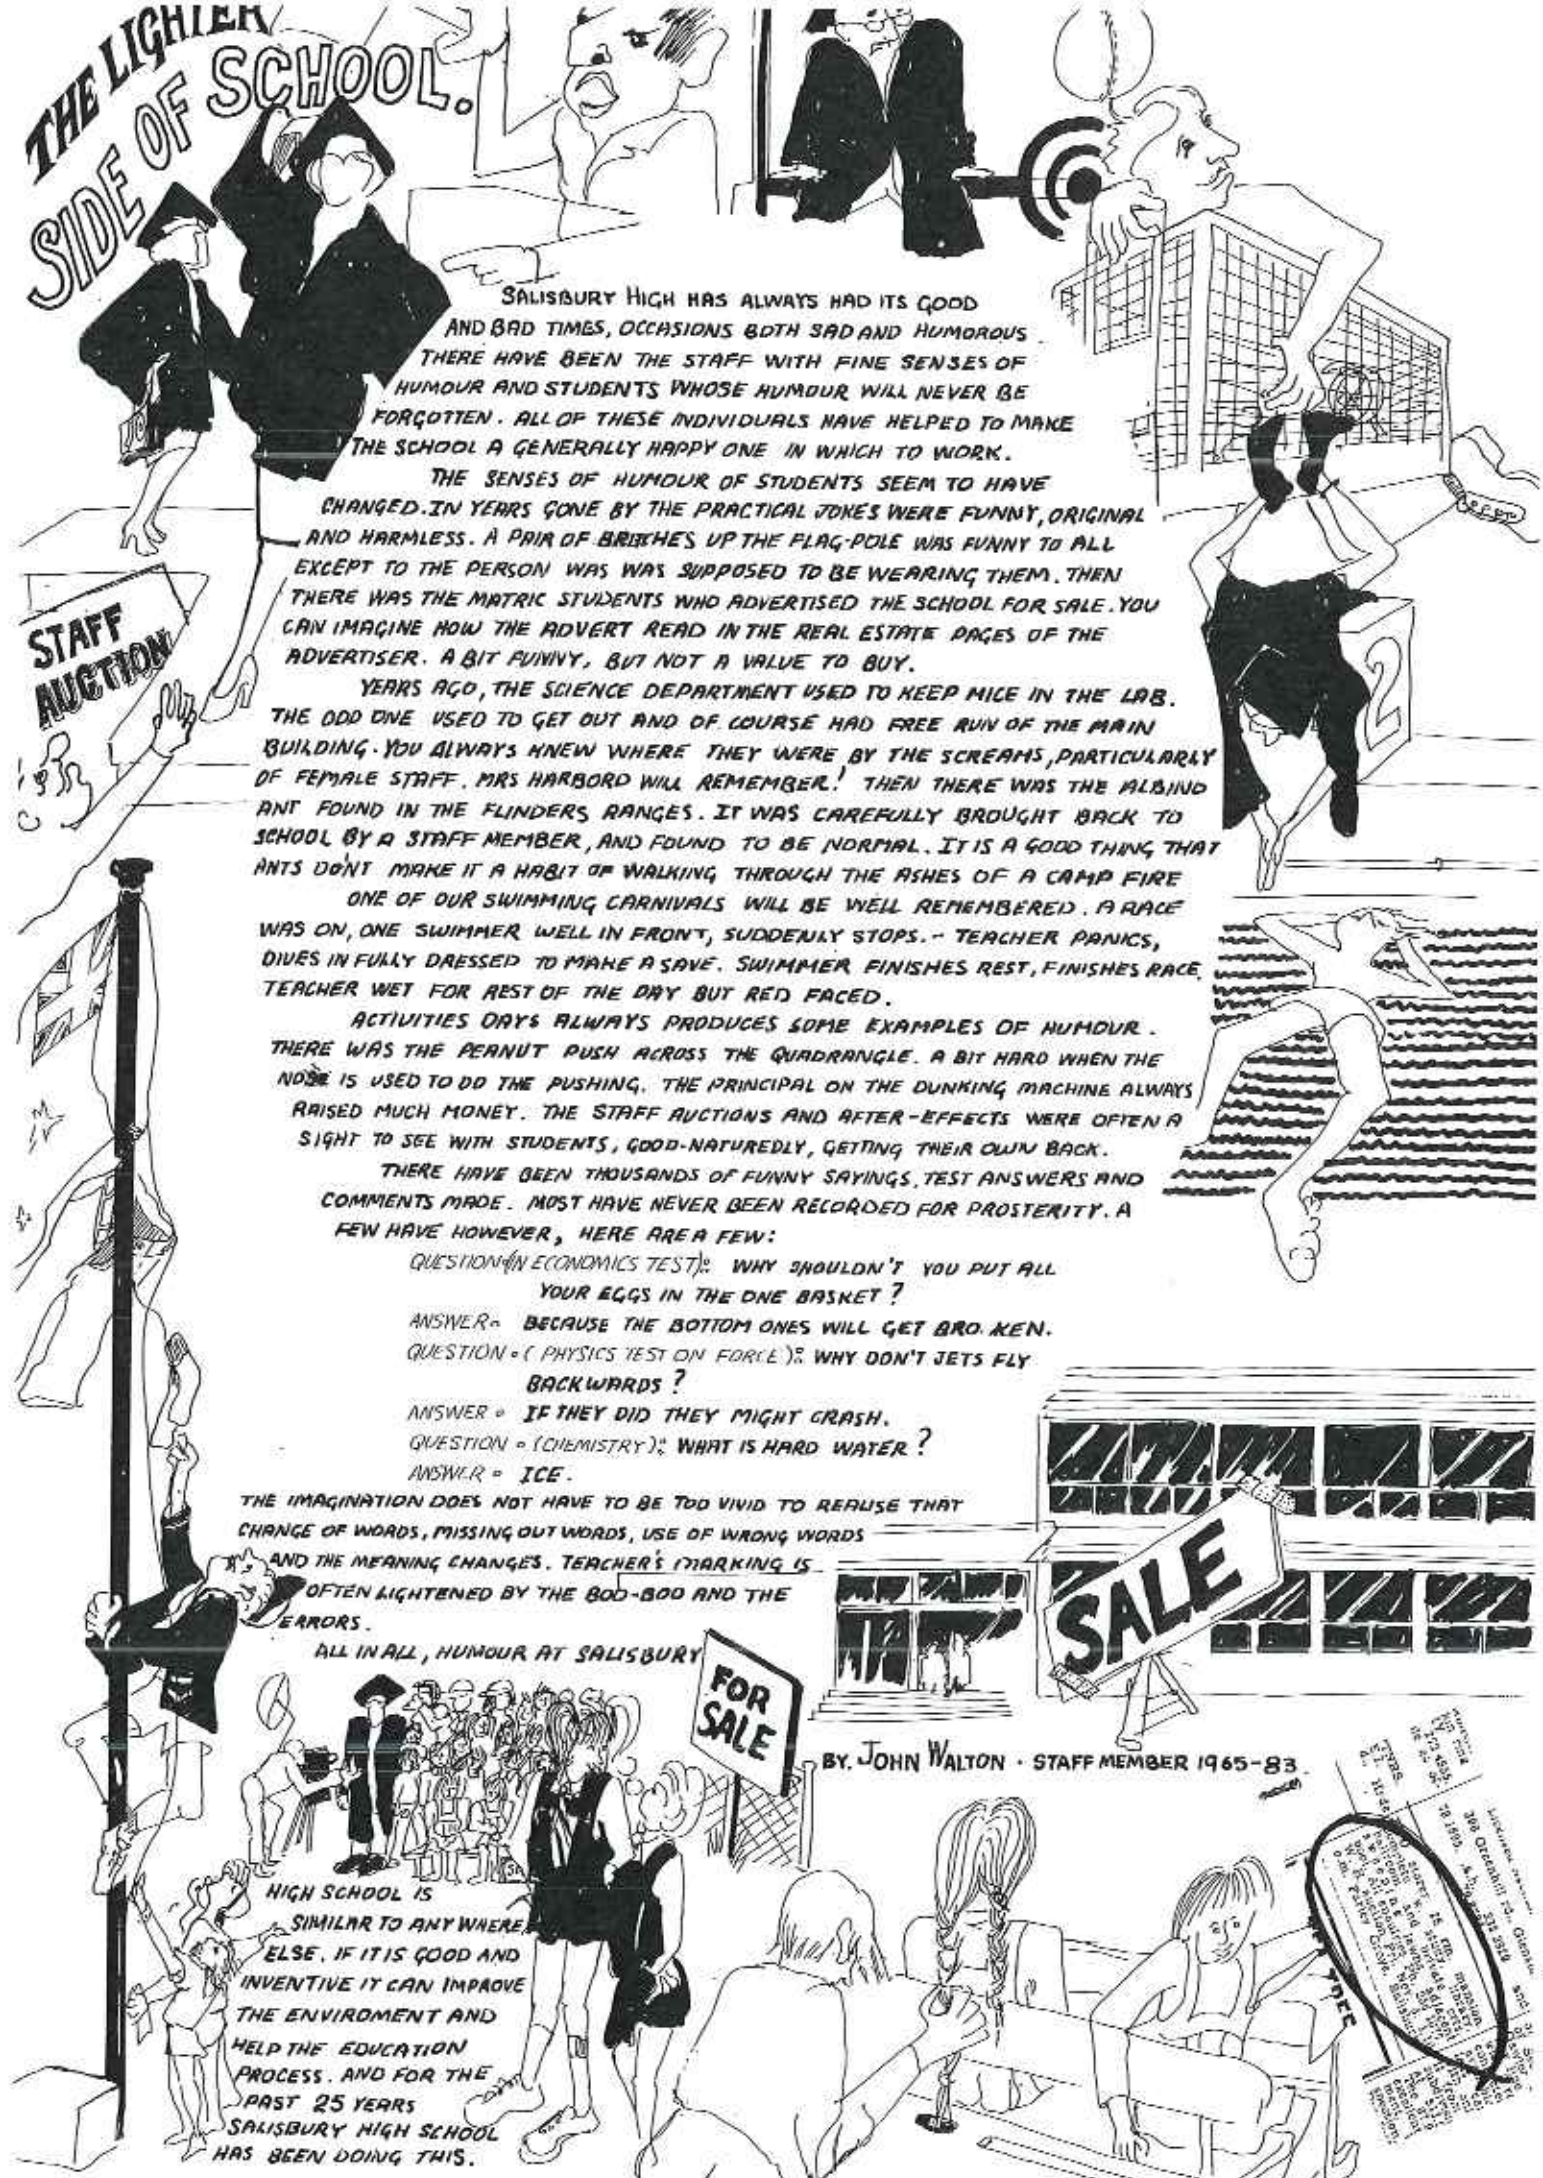 THE LIGHTER
SIDE OF SCHOOL.
SALISBURY HIGH HAS ALWAYS HAD ITS GOOD
AND BAD TIMES, OCCASIONS BOTH SAD AND HUMOROUS
THERE HAVE BEEN THE STAFF WITH FINE SENSES OF
HUMOUR AND STUDENTS WHOSE HUMOUR WILL NEVER BE
FORGOTTEN. ALL OF THESE INDIVIDUALS HAVE HELPED TO MAKE
THE SCHOOL A GENERALLY HAPPY ONE IN WHICH TO WORK.
THE SENSES OF HUMOUR OF STUDENTS SEEM TO HAVE
CHANGED. IN YEARS GONE BY THE PRACTICAL JOKES WERE FUNNY, ORIGINAL
AND HARMLESS. A PAIR OF BRITCHES UP THE FLAG-POLE WAS FUNNY TO ALL
EXCEPT TO THE PERSON WAS WAS SUPPOSED TO BE WEARING THEM. THEN
THERE WAS THE MATRIC STUDENTS WHO ADVERTISED THE SCHOOL FOR SALE. YOU
CAN IMAGINE HOW THE ADVERT READ IN THE REAL ESTATE PAGES OF THE
ADVERTISER. A BIT FUNNY, BUT NOT A VALUE TO BUY.
YEARS AGO, THE SCIENCE DEPARTMENT USED TO KEEP MICE IN THE LAB.
THE ODD ONE USED TO GET OUT AND OF COURSE HAD FREE RUN OF THE MAIN
BUILDING. YOU ALWAYS KNEW WHERE THEY WERE BY THE SCREAMS, PARTICULARLY
OF FEMALE STAFF. MRS HARBORD WILL REMEMBER! THEN THERE WAS THE ALBINO
ANT FOUND IN THE FLINDERS RANGES. IT WAS CAREFULLY BROUGHT BACK TO
SCHOOL BY A STAFF MEMBER, AND FOUND TO BE NORMAL. IT IS A GOOD THING THAT
ANTS DON'T MAKE IT A HABIT OF WALKING THROUGH THE ASHES OF A CAMP FIRE
ONE OF OUR SWIMMING CARNIVALS WILL BE WELL REMEMBERED. A RACE
WAS ON, ONE SWIMMER WELL IN FRONT, SUDDENLY STOPS. - TEACHER PANICS,
DIVES IN FULLY DRESSED TO MAKE A SAVE. SWIMMER FINISHES REST, FINISHES RACE,
TEACHER WET FOR REST OF THE DAY BUT RED FACED.
ACTIVITIES DAYS ALWAYS PRODUCES SOME EXAMPLES OF HUMOUR.
THERE WAS THE PEANUT PUSH ACROSS THE QUADRANGLE. A BIT HARD WHEN THE
NOSE IS USED TO DO THE PUSHING. THE PRINCIPAL ON THE DUNKING MACHINE ALWAYS
RAISED MUCH MONEY. THE STAFF AUCTIONS AND AFTER-EFFECTS WERE OFTEN A
SIGHT TO SEE WITH STUDENTS, GOOD-NATUREDLY, GETTING THEIR OWN BACK.
THERE HAVE BEEN THOUSANDS OF FUNNY SAYINGS, TEST ANSWERS AND
COMMENTS MADE. MOST HAVE NEVER BEEN RECORDED FOR PROSTERITY. A
FEW HAVE HOWEVER, HERE ARE A FEW:
QUESTION (IN ECONOMICS TEST): WHY SHOULDN'T YOU PUT ALL
YOUR EGGS IN THE ONE BASKET?
ANSWER: BECAUSE THE BOTTOM ONES WILL GET BROKEN.
QUESTION: (PHYSICS TEST ON FORCE): WHY DON'T JETS FLY
BACKWARDS?
ANSWER: IF THEY DID THEY MIGHT CRASH.
QUESTION: (CHEMISTRY): WHAT IS HARD WATER?
ANSWER: ICE.
THE IMAGINATION DOES NOT HAVE TO BE TOO VIVID TO REALISE THAT
CHANGE OF WORDS, MISSING OUT WORDS, USE OF WRONG WORDS
AND THE MEANING CHANGES. TEACHER'S MARKING IS
OFTEN LIGHTENED BY THE BOO-BOO AND THE
ERRORS.
ALL IN ALL, HUMOUR AT SALISBURY
HIGH SCHOOL IS
SIMILAR TO ANY WHERE
ELSE. IF IT IS GOOD AND
INVENTIVE IT CAN IMPROVE
THE ENVIROMENT AND
HELP THE EDUCATION
PROCESS. AND FOR THE
PAST 25 YEARS
SALISBURY HIGH SCHOOL
HAS BEEN DOING THIS.
BY. JOHN WALTON. STAFF MEMBER 1965-83.
STAFF
AUCTION
2
SALE
FOR
SALE